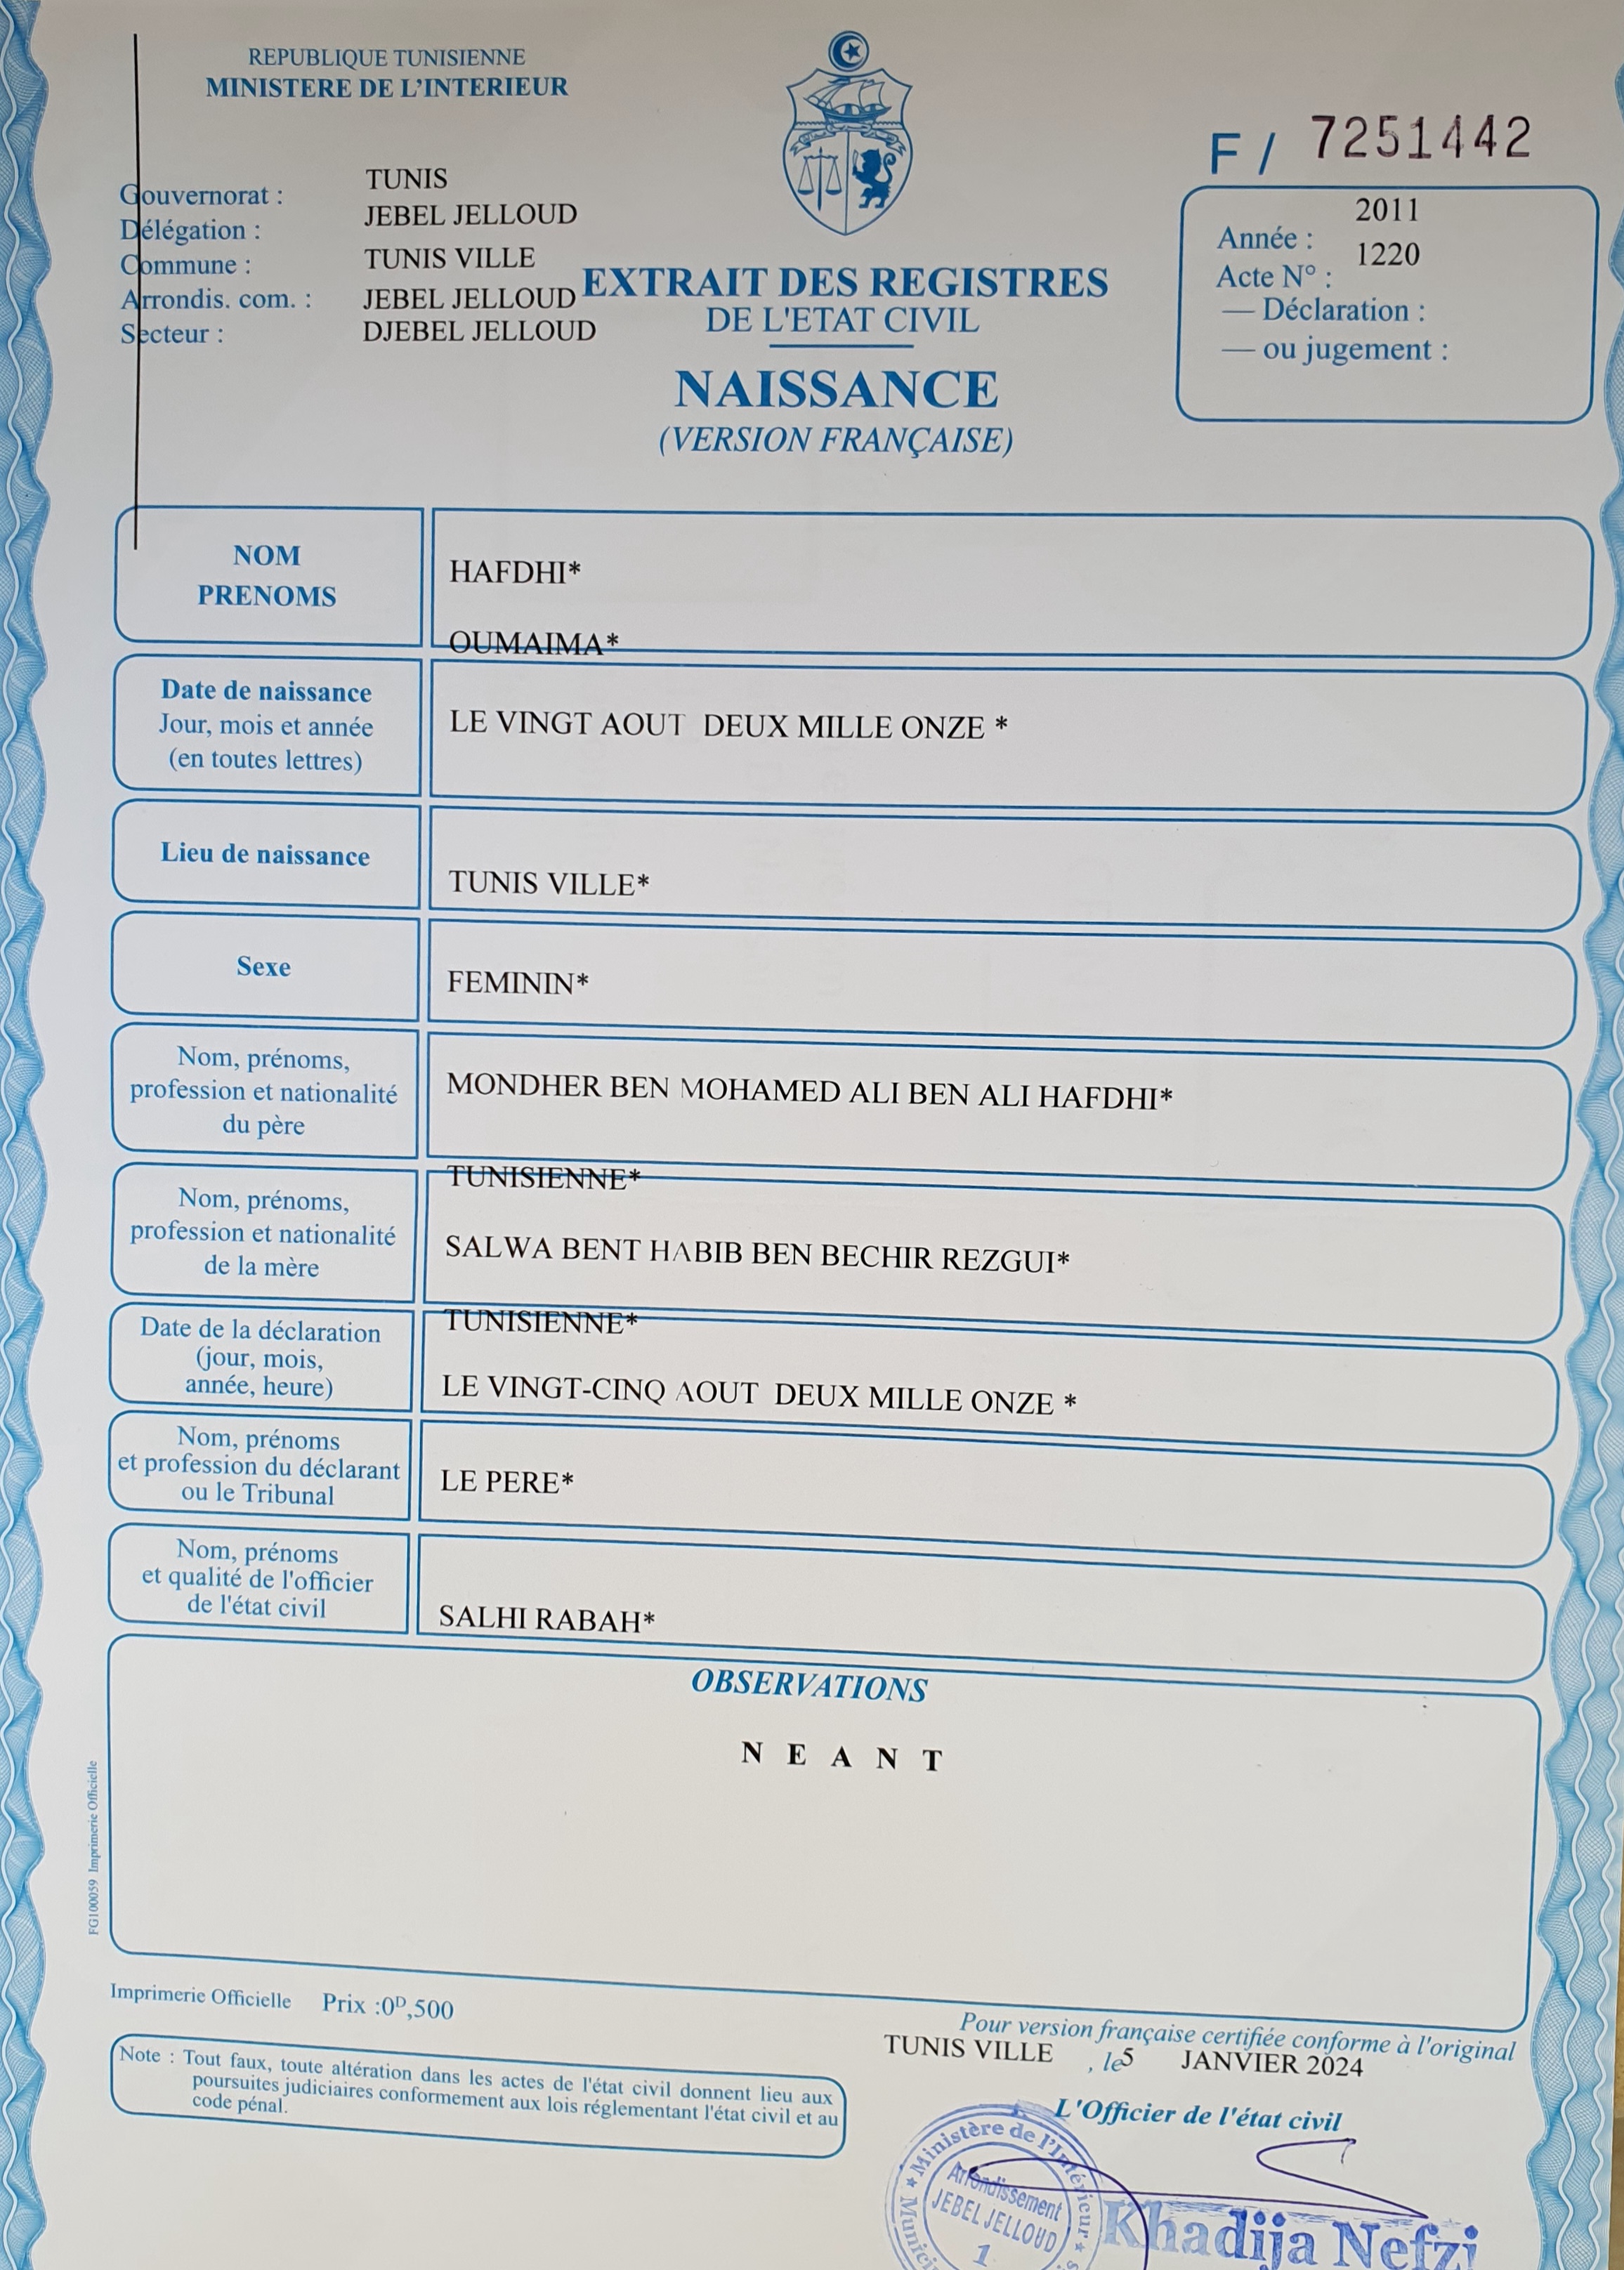 REPUBLIQUE TUNISIENNE
MINISTERE DE L'INTERIEUR
F/ 7251442
Gouvernorat : TUNIS
Délégation : JEBEL JELLOUD
Commune : TUNIS VILLE
Arrondis. com. : JEBEL JELLOUD
Secteur : DJEBEL JELLOUD
EXTRAIT DES REGISTRES
DE L'ETAT CIVIL
NAISSANCE
(VERSION FRANÇAISE)
Année : 2011
Acte N° : 1220
— Déclaration :
— ou jugement :
NOM
PRENOMS
HAFDHI*
OUMAIMA*
Date de naissance
Jour, mois et année
(en toutes lettres)
LE VINGT AOUT DEUX MILLE ONZE *
Lieu de naissance
TUNIS VILLE*
Sexe
FEMININ*
Nom, prénoms,
profession et nationalité
du père
MONDHER BEN MOHAMED ALI BEN ALI HAFDHI*
TUNISIENNE*
Nom, prénoms,
profession et nationalité
de la mère
SALWA BENT HABIB BEN BECHIR REZGUI*
TUNISIENNE*
Date de la déclaration
(jour, mois,
année, heure)
LE VINGT-CINQ AOUT DEUX MILLE ONZE *
Nom, prénoms
et profession du déclarant
ou le Tribunal
LE PERE*
Nom, prénoms
et qualité de l'officier
de l'état civil
SALHI RABAH*
OBSERVATIONS
N E A N T
FG100059 Imprimerie Officielle
Imprimerie Officielle Prix :0ᴰ,500
Note : Tout faux, toute altération dans les actes de l'état civil donnent lieu aux
poursuites judiciaires conformement aux lois réglementant l'état civil et au
code pénal.
Pour version française certifiée conforme à l'original
TUNIS VILLE , le 5 JANVIER 2024
L'Officier de l'état civil
Ministère de l'Intérieur
Arrondissement
JEBEL JELLOUD
1
Khadija Nefzi